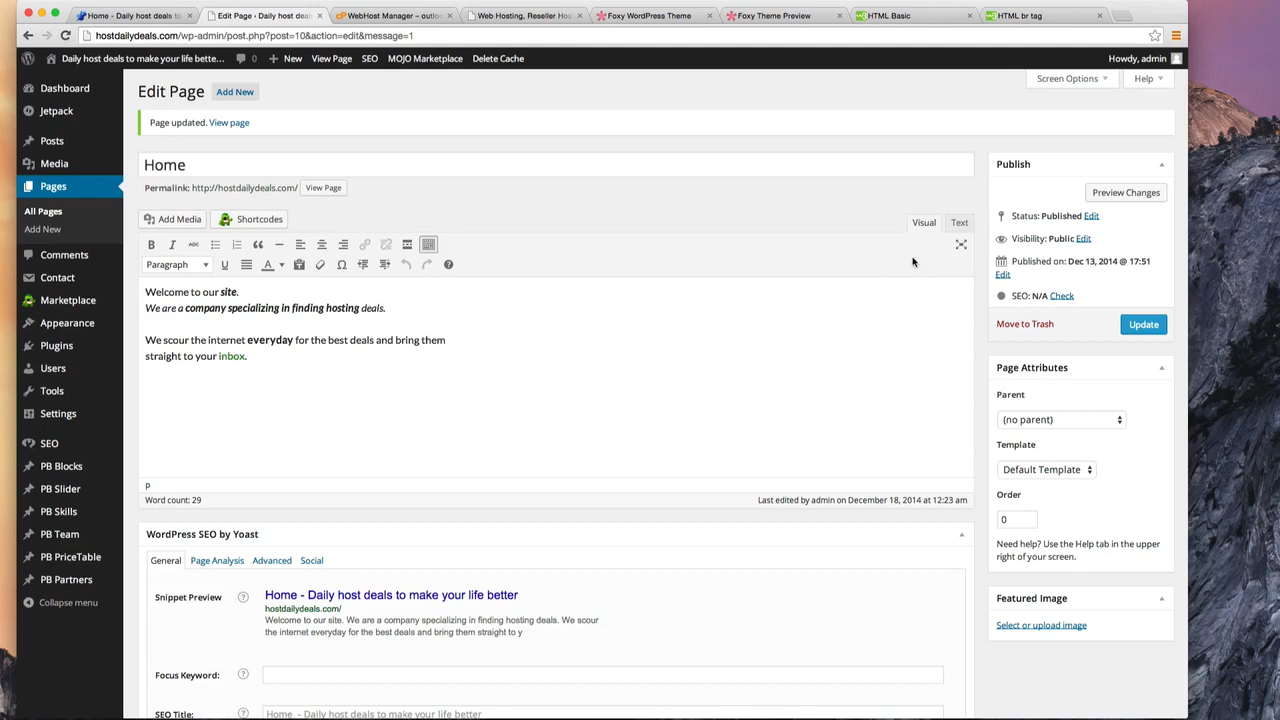 Home - Daily host deals to
Edit Page ‹ Daily host deal
WebHost Manager – outlo
Web Hosting, Reseller Hos
Foxy WordPress Theme
Foxy Theme Preview
HTML Basic
HTML br tag
hostdailydeals.com/wp-admin/post.php?post=10&action=edit&message=1
Daily host deals to make your life bette... 0 + New View Page SEO MOJO Marketplace Delete Cache Howdy, admin
Screen Options Help
Dashboard
Jetpack
Posts
Media
Pages
All Pages
Add New
Comments
Contact
Marketplace
Appearance
Plugins
Users
Tools
Settings
SEO
PB Blocks
PB Slider
PB Skills
PB Team
PB PriceTable
PB Partners
Collapse menu
Edit Page Add New
Page updated. View page
Home
Permalink: http://hostdailydeals.com/ View Page
Add Media Shortcodes
Visual Text
Paragraph
Welcome to our site.
We are a company specializing in finding hosting deals.
We scour the internet everyday for the best deals and bring them
straight to your inbox.
p
Word count: 29 Last edited by admin on December 18, 2014 at 12:23 am
WordPress SEO by Yoast
General Page Analysis Advanced Social
Snippet Preview
Home - Daily host deals to make your life better
hostdailydeals.com/
Welcome to our site. We are a company specializing in finding hosting deals. We scour
the internet everyday for the best deals and bring them straight to y
Focus Keyword:
SEO Title: Home - Daily host deals to make your life better
Publish
Preview Changes
Status: Published Edit
Visibility: Public Edit
Published on: Dec 13, 2014 @ 17:51
Edit
SEO: N/A Check
Move to Trash Update
Page Attributes
Parent
(no parent)
Template
Default Template
Order
0
Need help? Use the Help tab in the upper
right of your screen.
Featured Image
Select or upload image